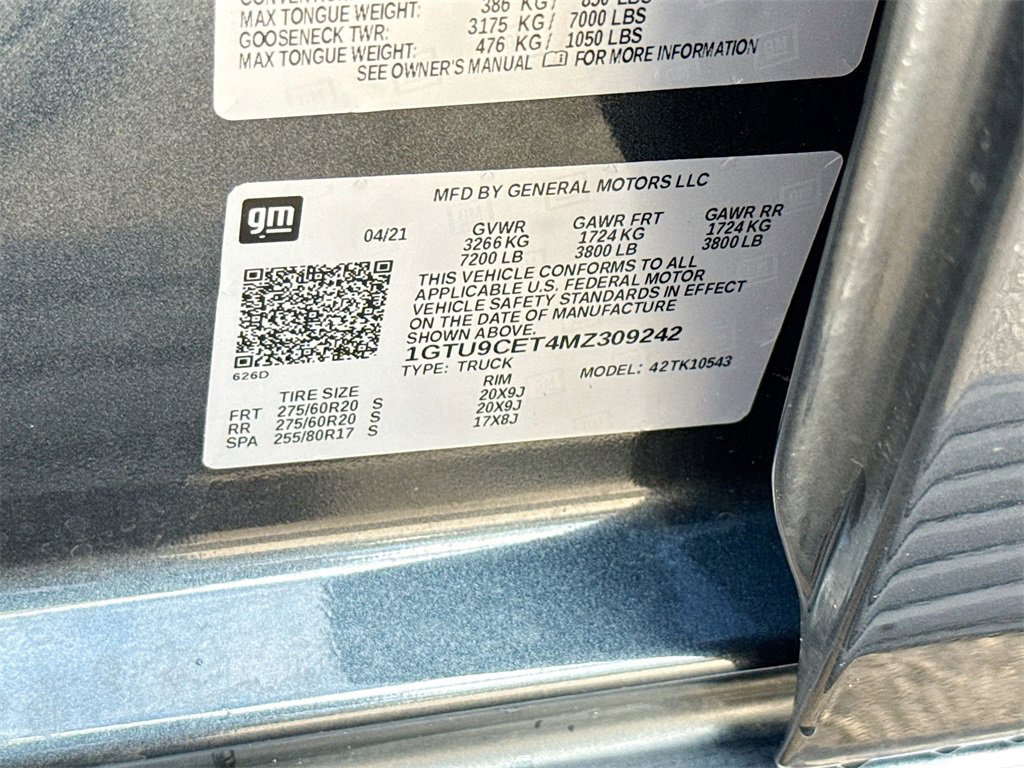 MAX TONGUE WEIGHT: 386 KG/ 850 LBS
GOOSENECK TWR: 3175 KG/ 7000 LBS
MAX TONGUE WEIGHT: 476 KG/ 1050 LBS
SEE OWNER'S MANUAL FOR MORE INFORMATION
MFD BY GENERAL MOTORS LLC
gm
04/21
GVWR GAWR FRT GAWR RR
3266 KG 1724 KG 1724 KG
7200 LB 3800 LB 3800 LB
THIS VEHICLE CONFORMS TO ALL
APPLICABLE U.S. FEDERAL MOTOR
VEHICLE SAFETY STANDARDS IN EFFECT
ON THE DATE OF MANUFACTURE
SHOWN ABOVE.
1GTU9CET4MZ309242
TYPE: TRUCK MODEL: 42TK10543
626D
TIRE SIZE RIM
FRT 275/60R20 S 20X9J
RR 275/60R20 S 20X9J
SPA 255/80R17 S 17X8J